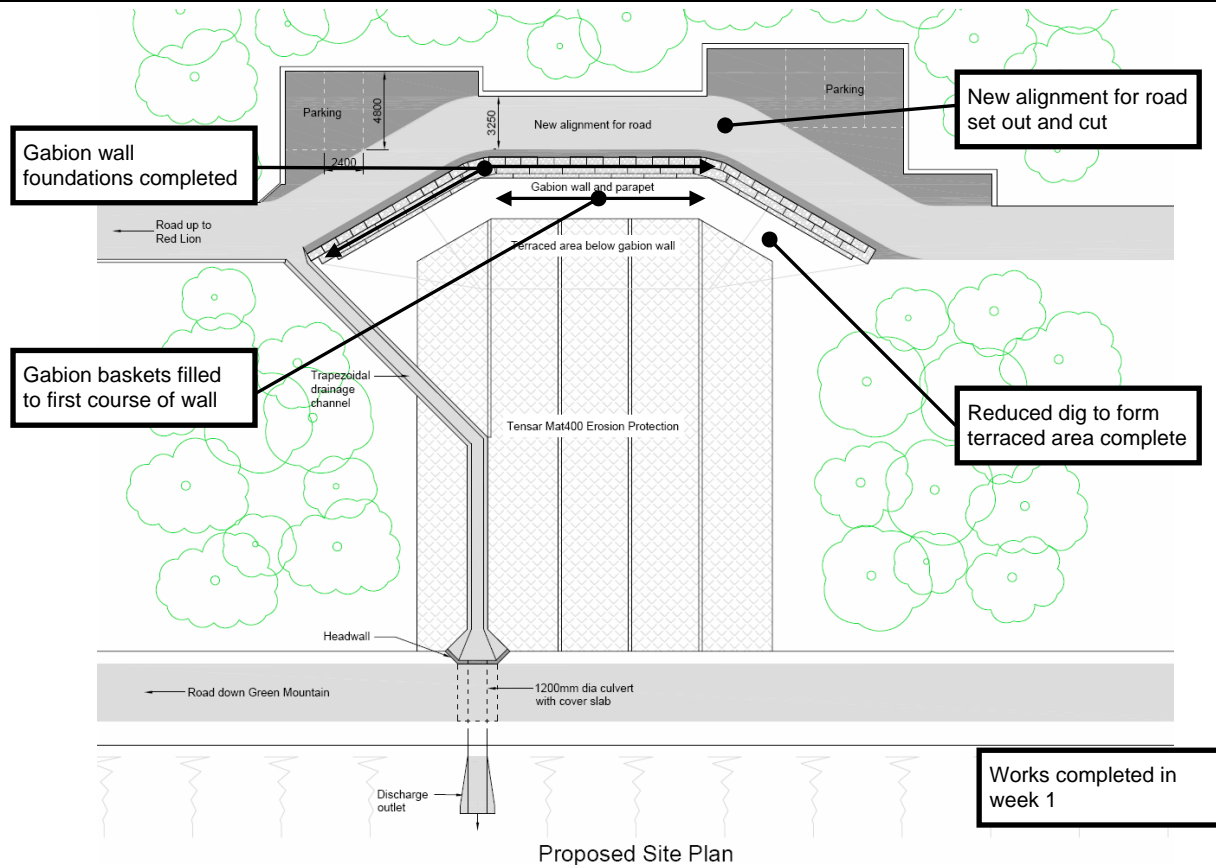 Parking
4800
2400
3250
New alignment for road
Parking
New alignment for road
set out and cut
Gabion wall
foundations completed
Gabion wall and parapet
Road up to
Red Lion
Terraced area below gabion wall
Gabion baskets filled
to first course of wall
Trapezoidal
drainage
channel
Tensar Mat400 Erosion Protection
Reduced dig to form
terraced area complete
Headwall
Road down Green Mountain
1200mm dia culvert
with cover slab
Discharge
outlet
Works completed in
week 1
Proposed Site Plan